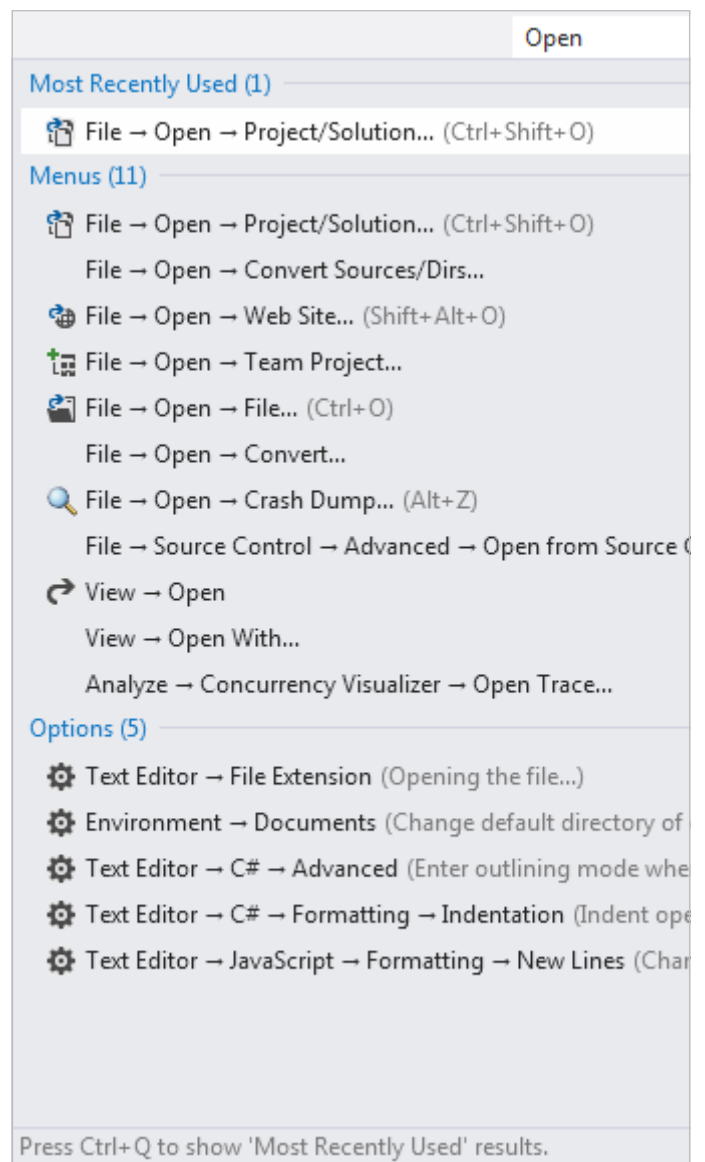 Open
Most Recently Used (1)
File → Open → Project/Solution... (Ctrl+Shift+O)
Menus (11)
File → Open → Project/Solution... (Ctrl+Shift+O)
File → Open → Convert Sources/Dirs...
File → Open → Web Site... (Shift+Alt+O)
File → Open → Team Project...
File → Open → File... (Ctrl+O)
File → Open → Convert...
File → Open → Crash Dump... (Alt+Z)
File → Source Control → Advanced → Open from Source
View → Open
View → Open With...
Analyze → Concurrency Visualizer → Open Trace...
Options (5)
Text Editor → File Extension (Opening the file...)
Environment → Documents (Change default directory of
Text Editor → C# → Advanced (Enter outlining mode whe
Text Editor → C# → Formatting → Indentation (Indent ope
Text Editor → JavaScript → Formatting → New Lines (Char
Press Ctrl+Q to show 'Most Recently Used' results.